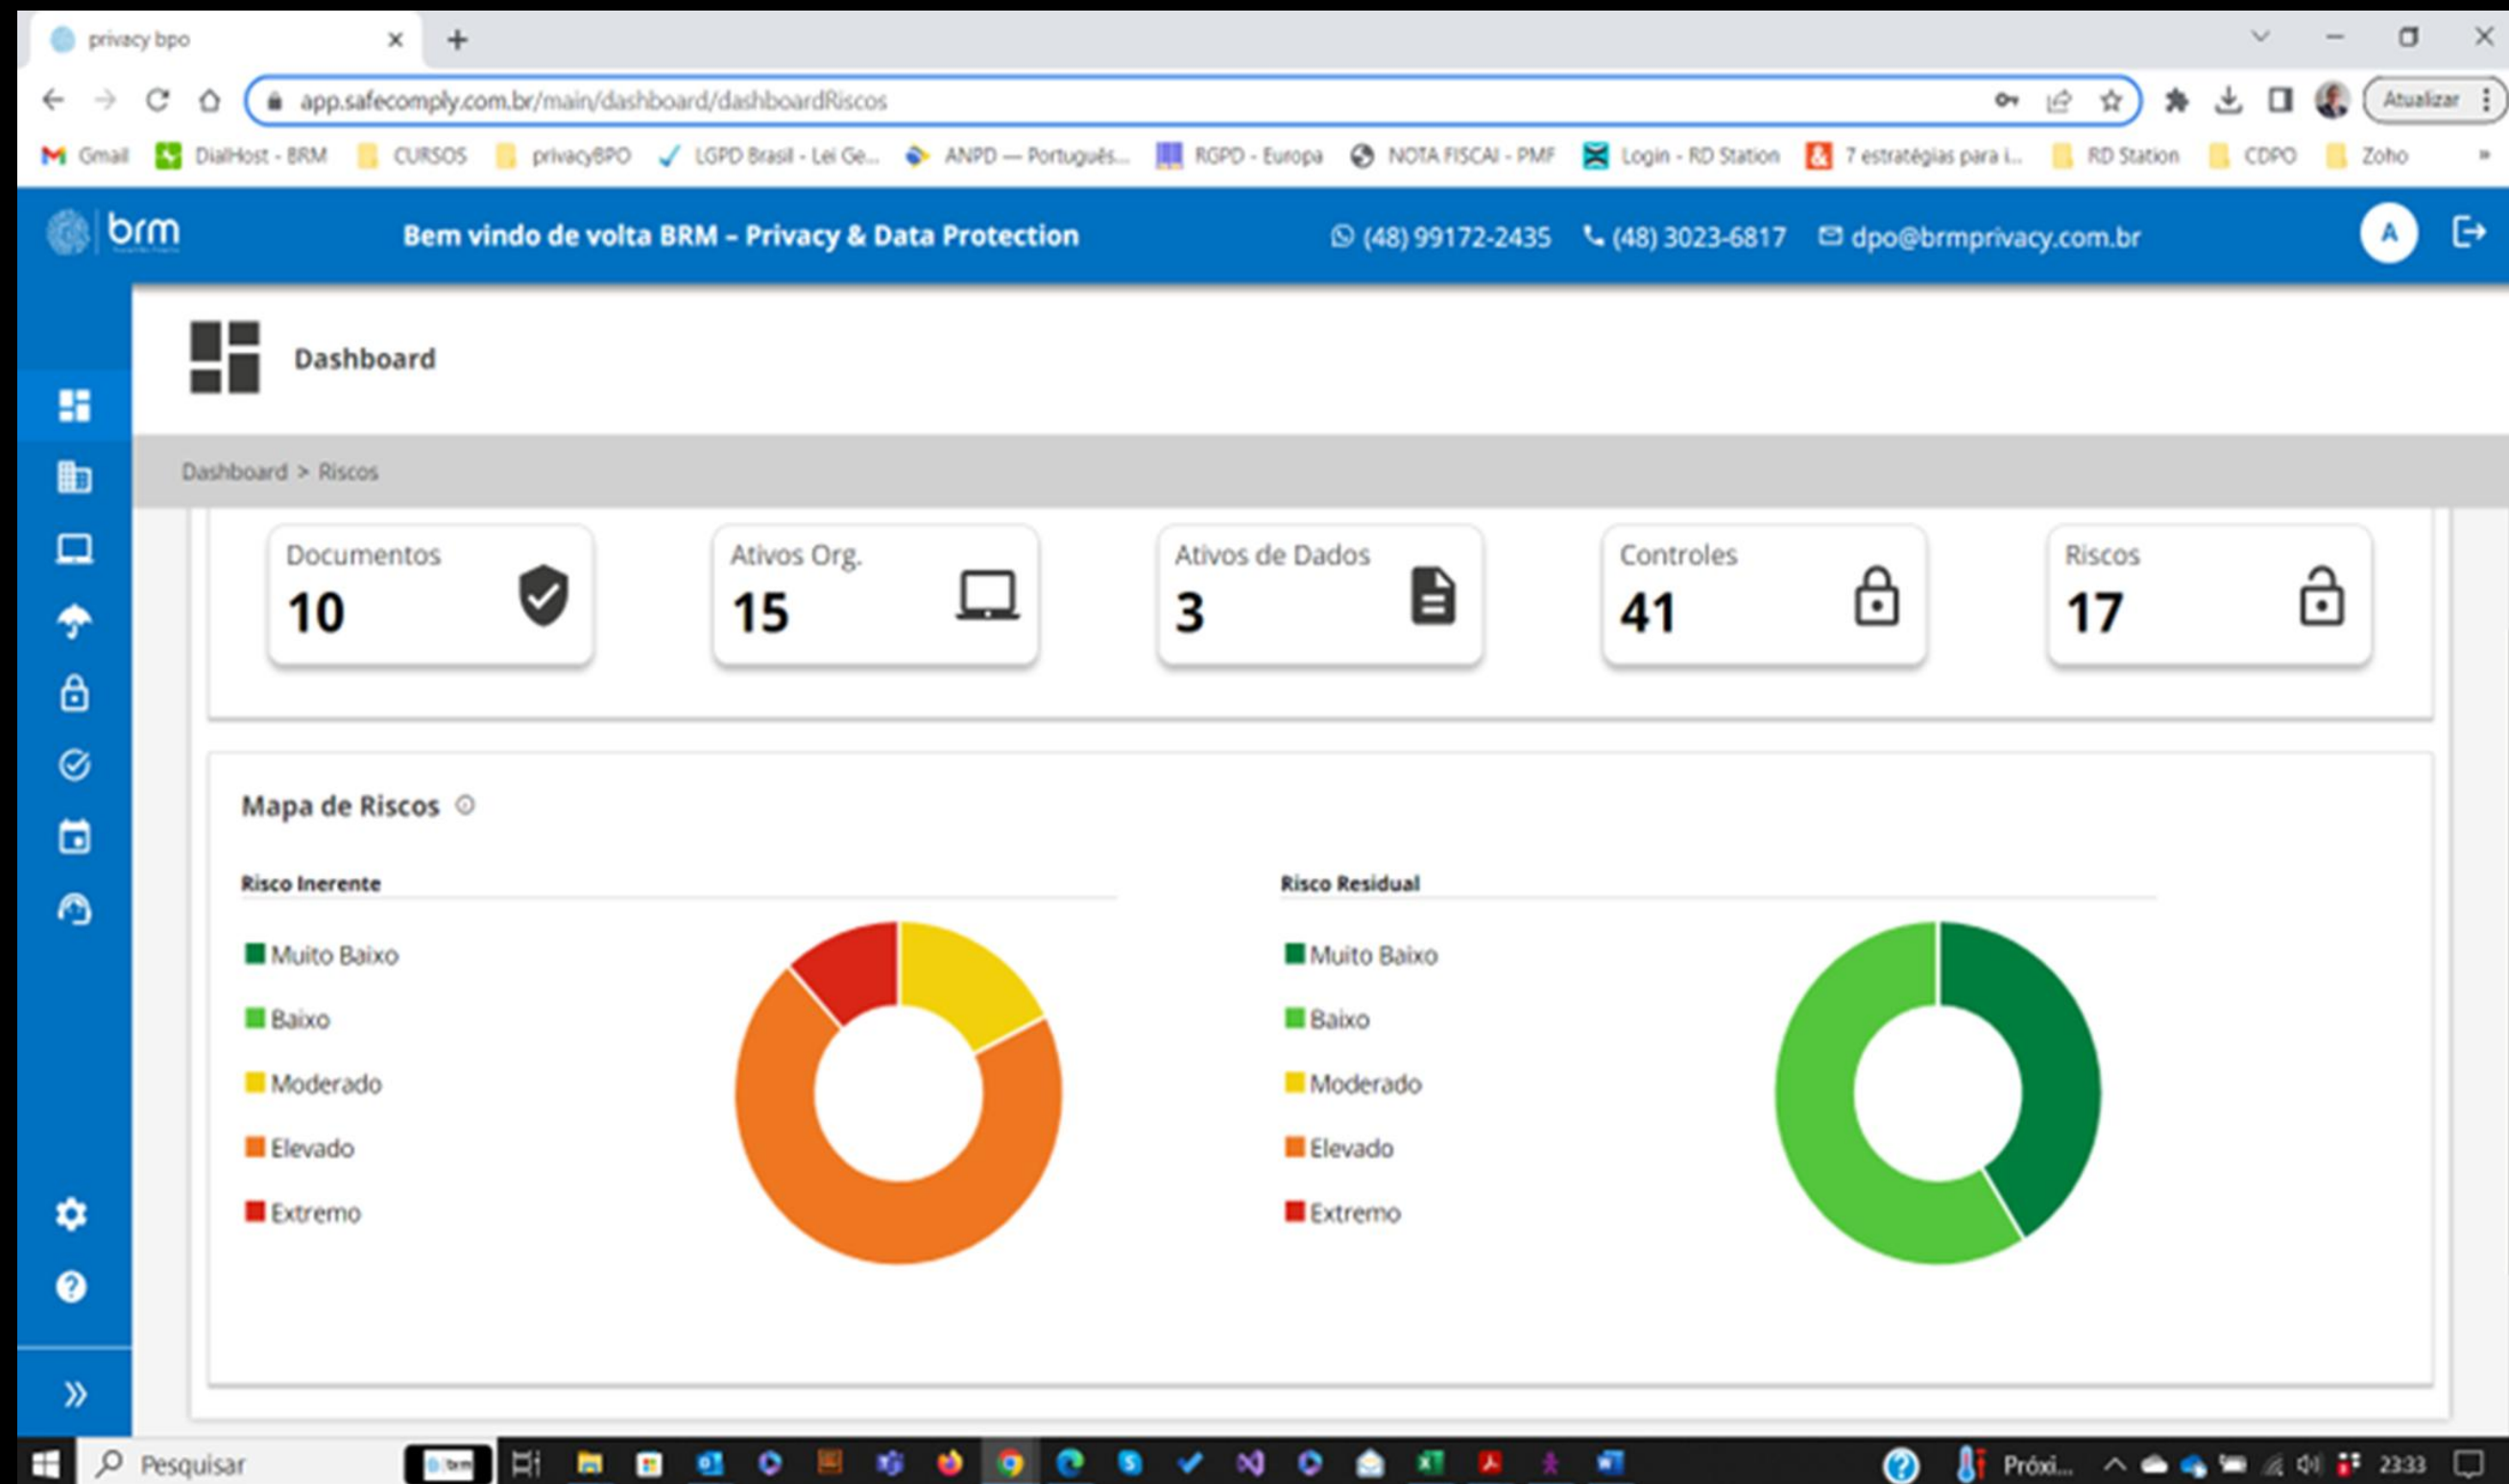 privacy bpo
app.safecomply.com.br/main/dashboard/dashboardRiscos
Atualizar
Gmail DialHost - BRM CURSOS privacyBPO LGPD Brasil - Lei Ge... ANPD — Português... RGPD - Europa NOTA FISCAl - PMF Login - RD Station 7 estratégias para i... RD Station CDPO Zoho »
brm
Bem vindo de volta BRM – Privacy & Data Protection
(48) 99172-2435 (48) 3023-6817 dpo@brmprivacy.com.br
A
Dashboard
Dashboard > Riscos
Documentos
10
Ativos Org.
15
Ativos de Dados
3
Controles
41
Riscos
17
Mapa de Riscos
Risco Inerente
Muito Baixo
Baixo
Moderado
Elevado
Extremo
Risco Residual
Muito Baixo
Baixo
Moderado
Elevado
Extremo
Pesquisar
brm
Próxi...
23:33